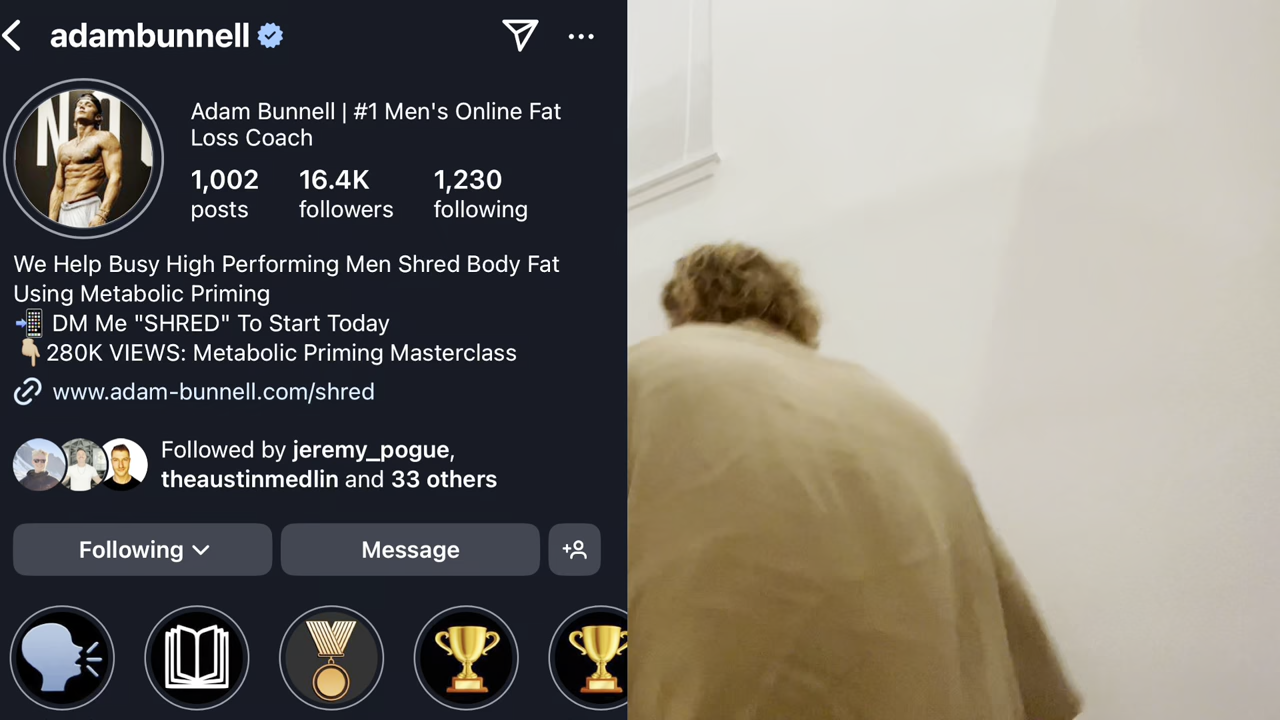 adambunnell
Adam Bunnell | #1 Men's Online Fat
Loss Coach
1,002 16.4K 1,230
posts followers following
We Help Busy High Performing Men Shred Body Fat
Using Metabolic Priming
DM Me "SHRED" To Start Today
280K VIEWS: Metabolic Priming Masterclass
www.adam-bunnell.com/shred
Followed by jeremy_pogue,
theaustinmedlin and 33 others
Following Message